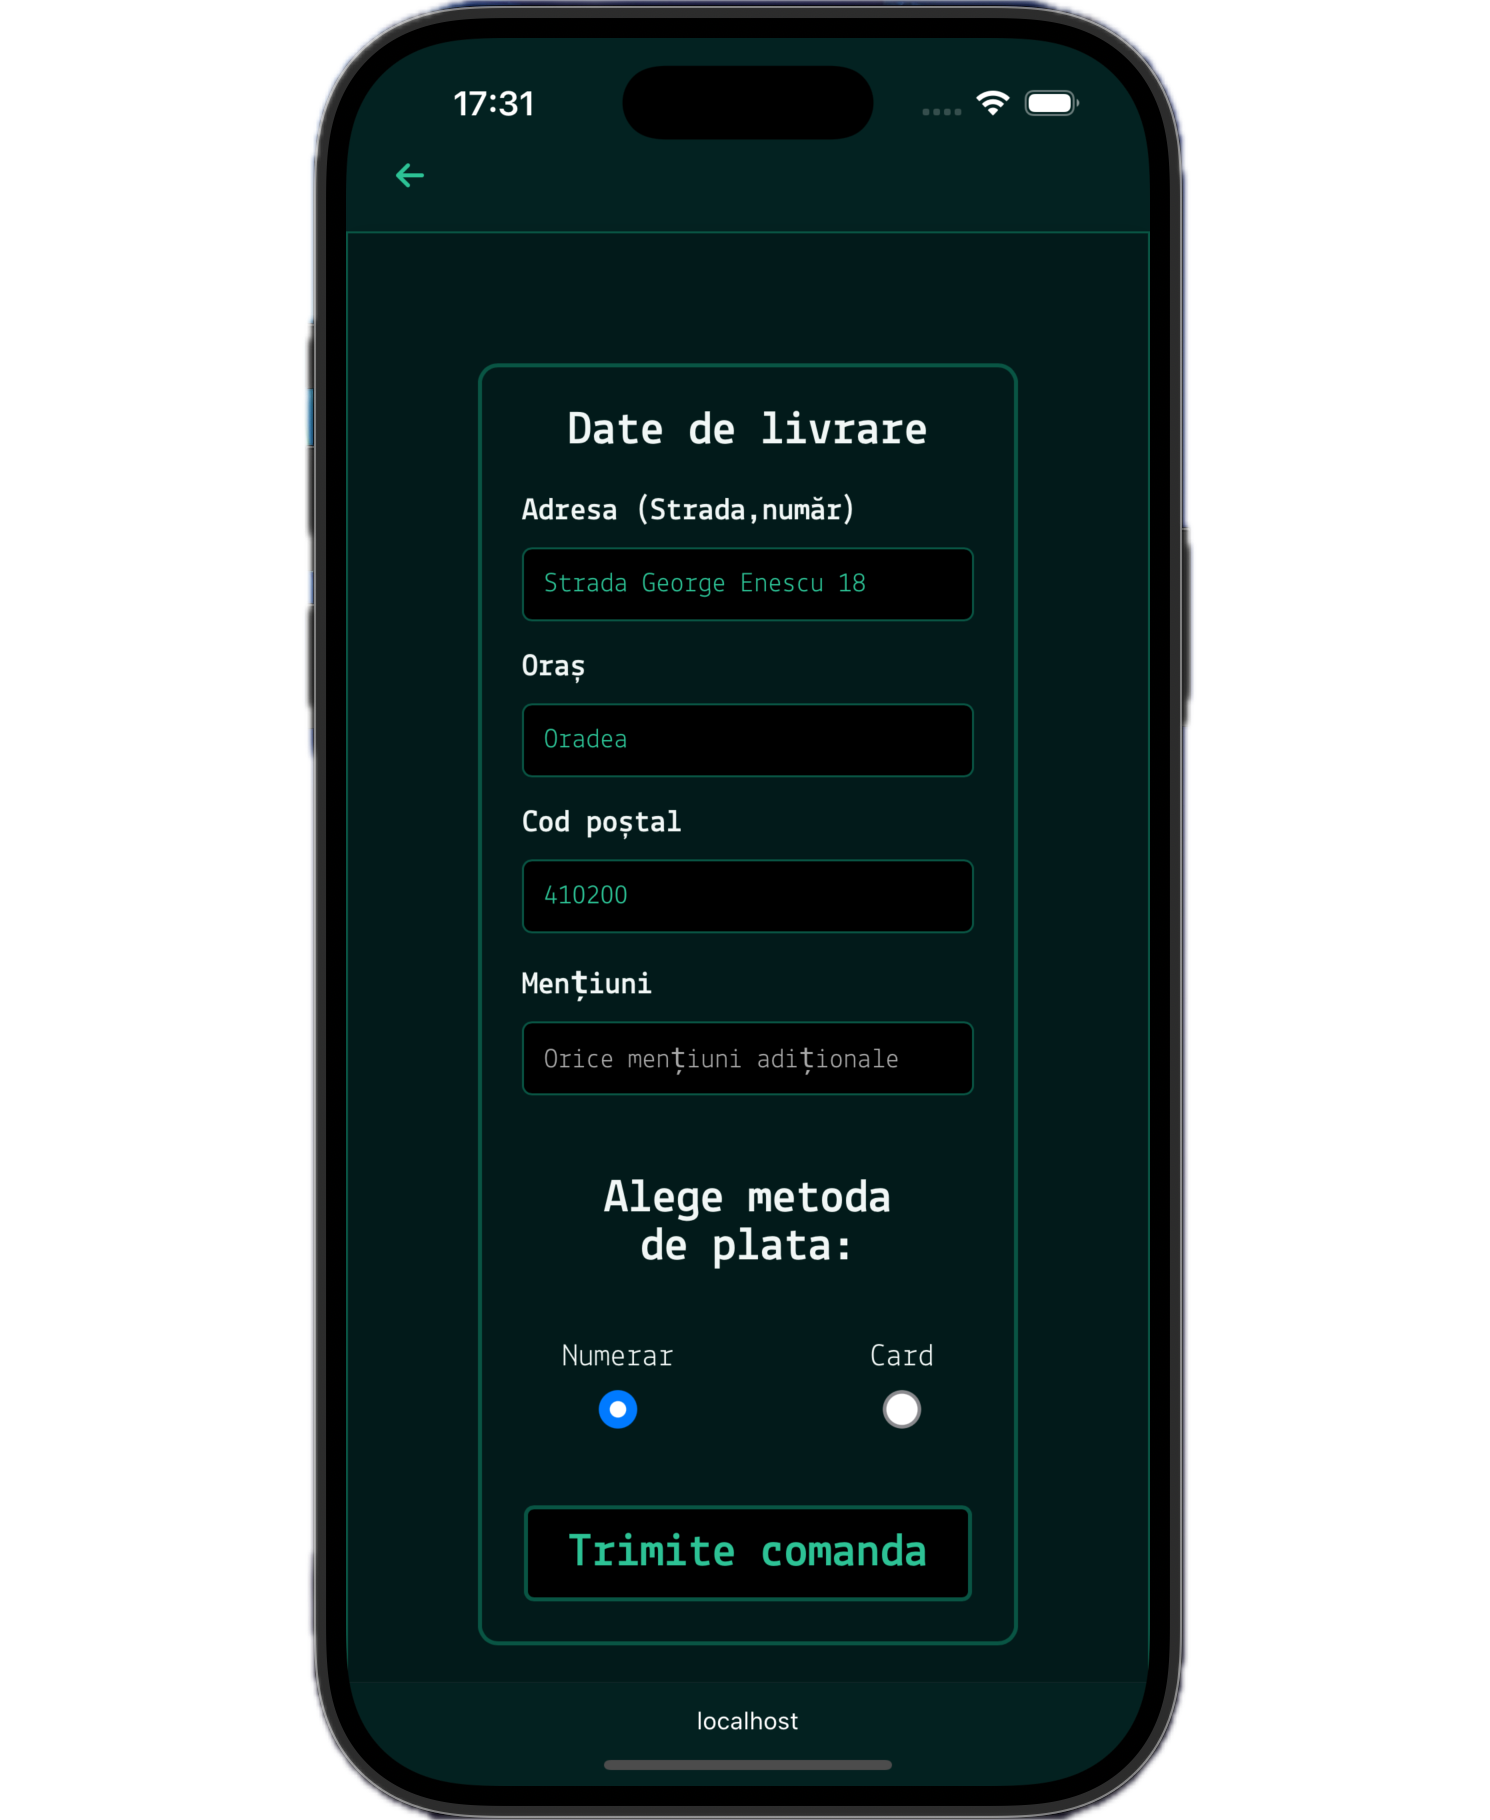 17:31
Date de livrare
Adresa (Strada,număr)
Strada George Enescu 18
Oraș
Oradea
Cod poștal
410200
Mențiuni
Orice mențiuni adiționale
Alege metoda
de plata:
Numerar Card
Trimite comanda
localhost